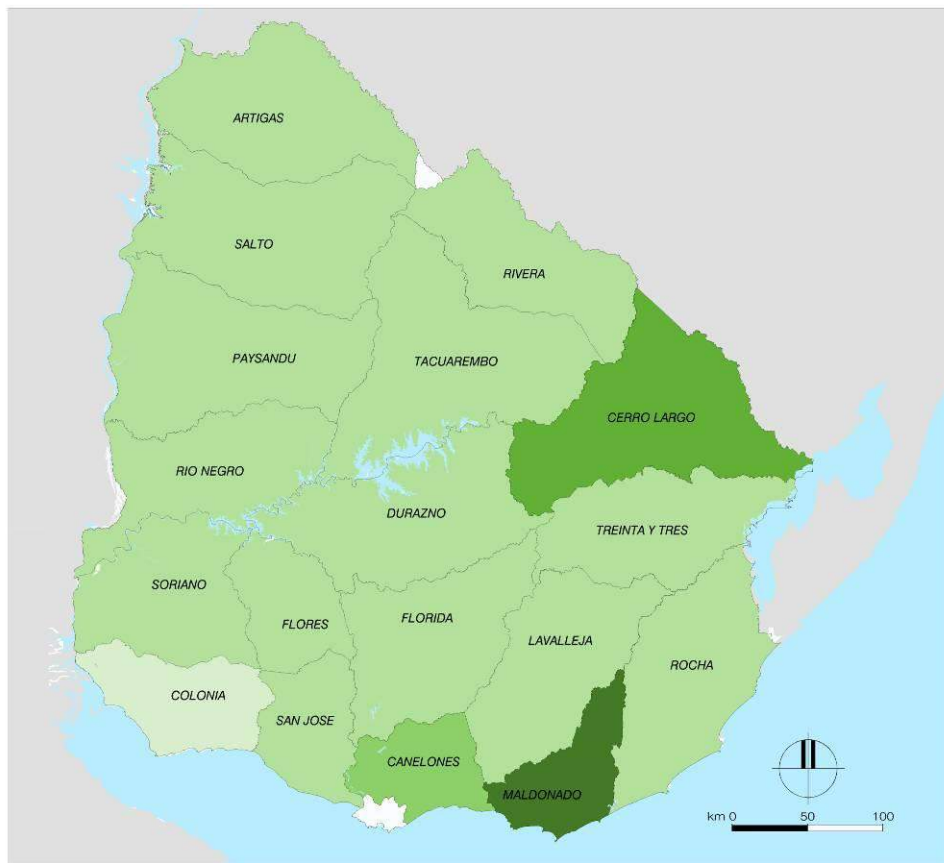 ARTIGAS
SALTO
RIVERA
PAYSANDU
TACUAREMBO
CERRO LARGO
RIO NEGRO
DURAZNO
TREINTA Y TRES
SORIANO
FLORES
FLORIDA
LAVALLEJA
ROCHA
COLONIA
SAN JOSE
CANELONES
MALDONADO
km 0 50 100